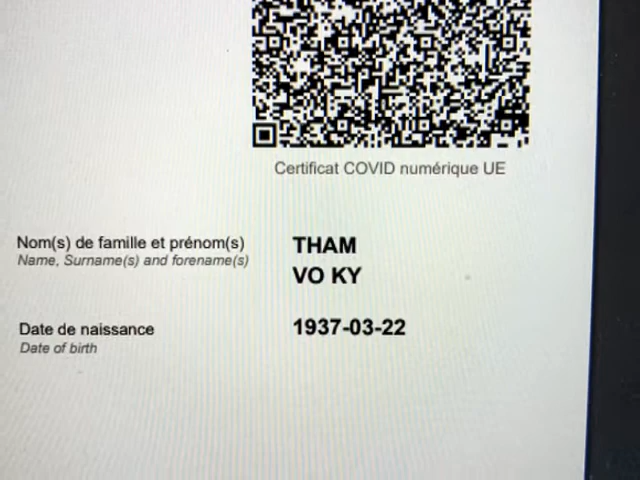 Certificat COVID numérique UE
Nom(s) de famille et prénom(s)
Name, Surname(s) and forename(s)
THAM
VO KY
Date de naissance
Date of birth
1937-03-22